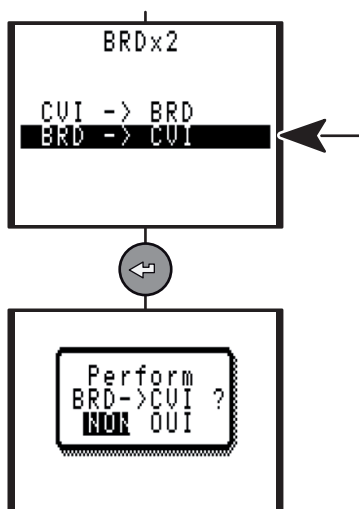 BRDx2
CVI -> BRD
BRD -> CVI
Perform
BRD->CVI ?
NON OUI